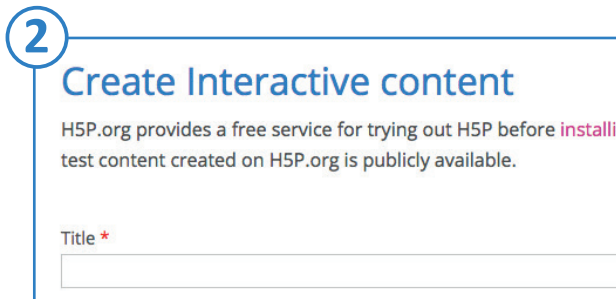 2
Create Interactive content
H5P.org provides a free service for trying out H5P before
test content created on H5P.org is publicly available.
Title *